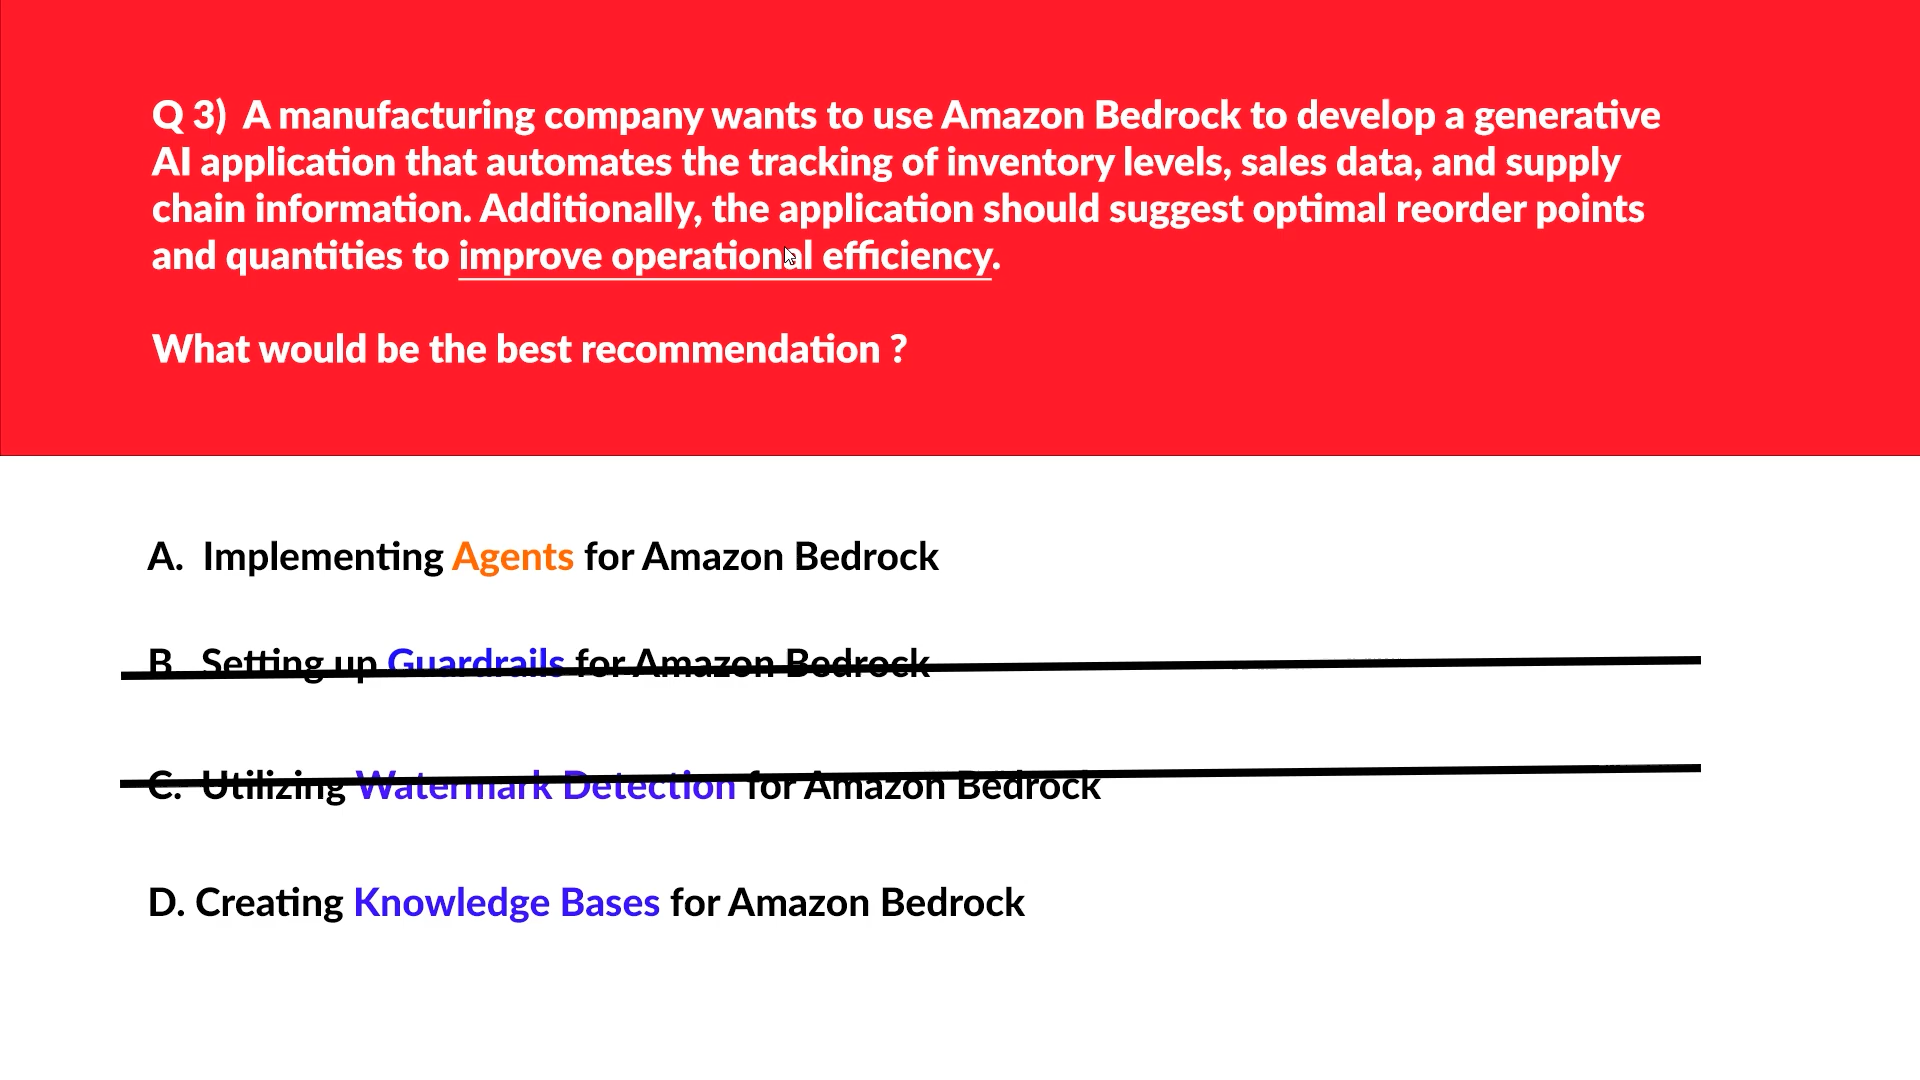 Q 3) A manufacturing company wants to use Amazon Bedrock to develop a generative
AI application that automates the tracking of inventory levels, sales data, and supply
chain information. Additionally, the application should suggest optimal reorder points
and quantities to improve operational efficiency.
What would be the best recommendation ?
A. Implementing Agents for Amazon Bedrock
B. Setting up Guardrails for Amazon Bedrock
C. Utilizing Watermark Detection for Amazon Bedrock
D. Creating Knowledge Bases for Amazon Bedrock